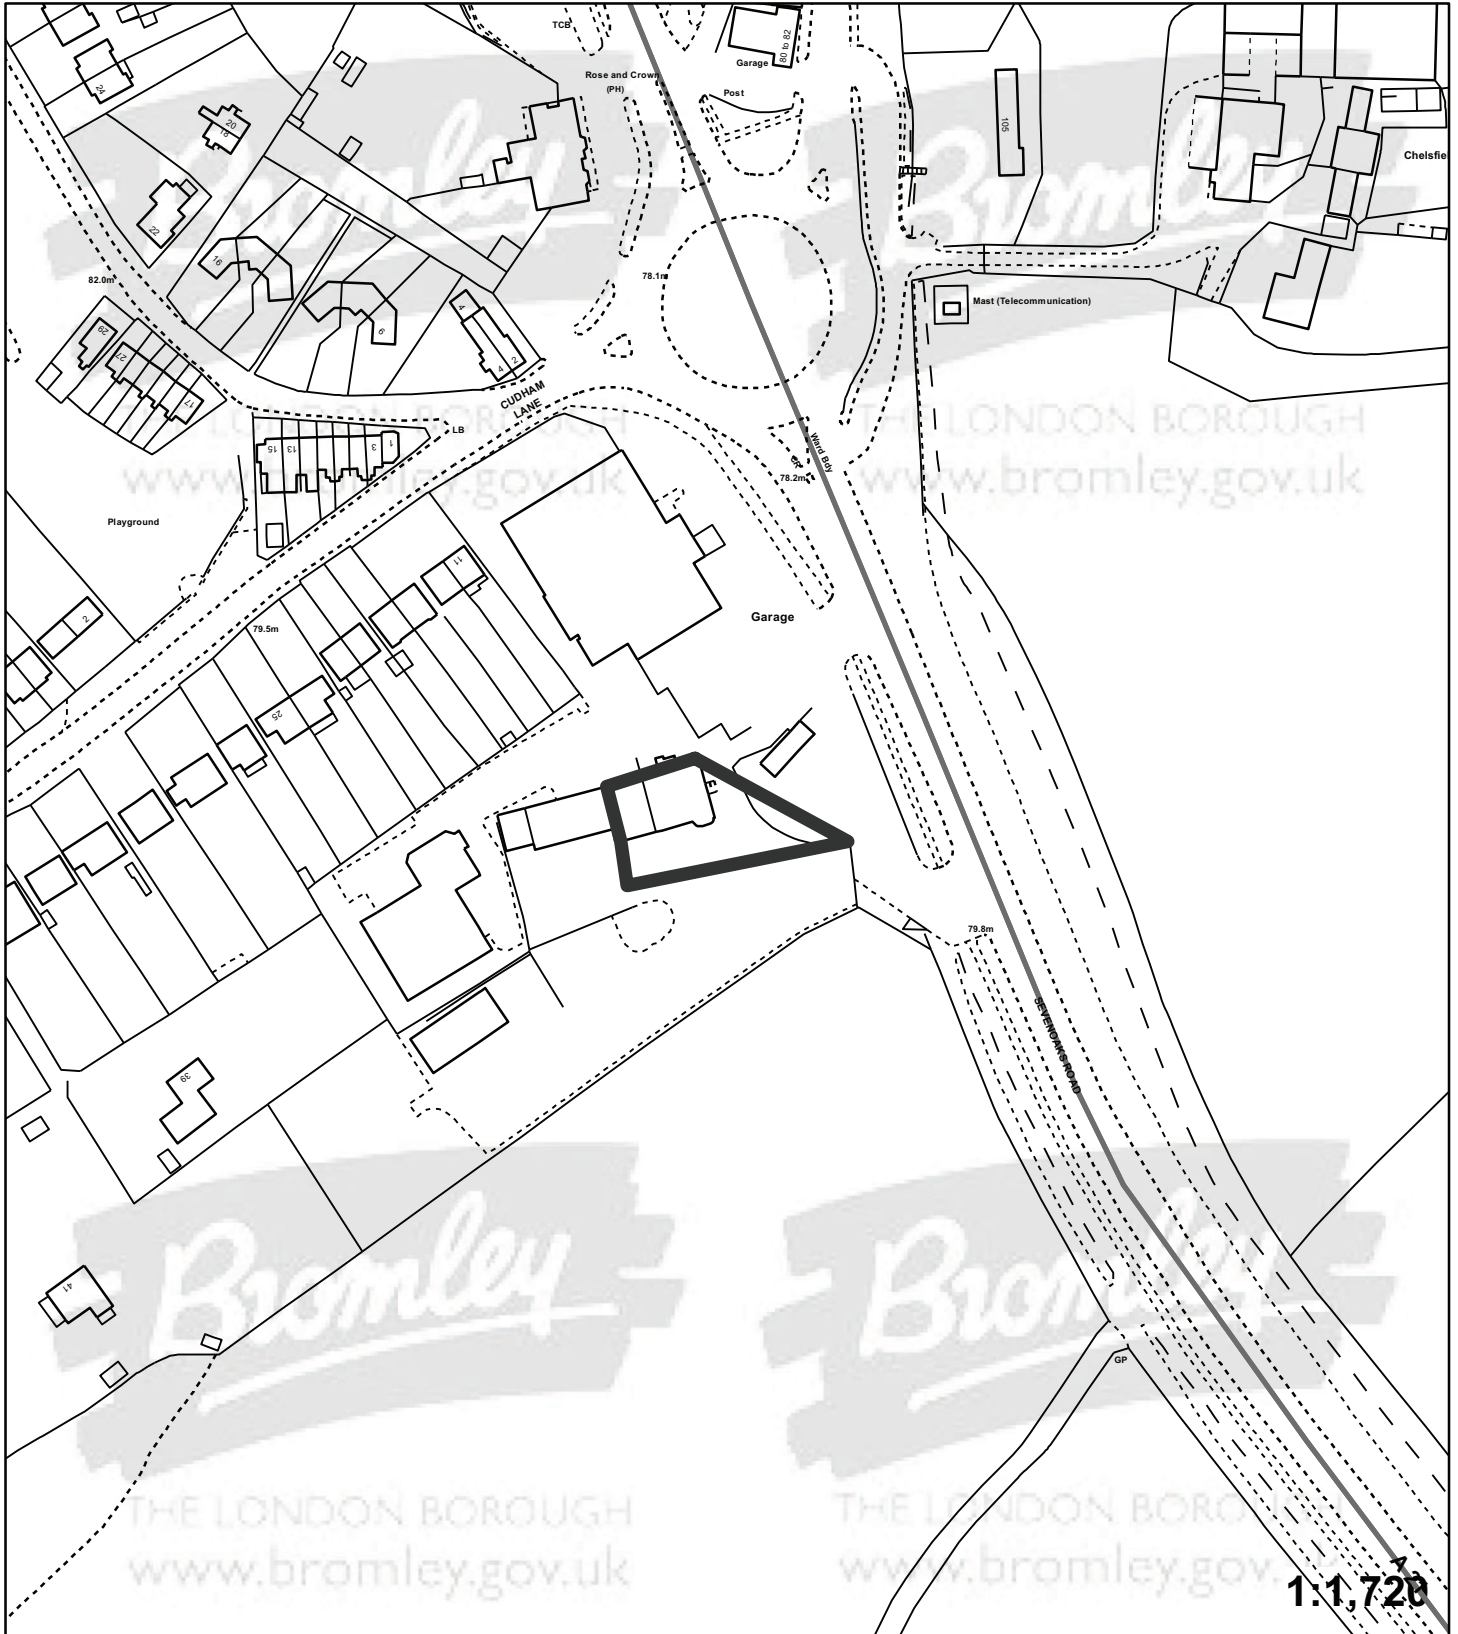 TCB
80 to 82
Garage
Rose and Crown
(PH)
Post
24
20
18
105
Chelsfie
22
16
82.0m
78.1m
Mast (Telecommunication)
4
9
29
27
2
4
17
CUDHAM
LANE
LB
15
13
3
1
Ward Bdy
CR
78.2m
Playground
11
2
Garage
79.5m
25
El
79.8m
SEVENOAKS ROAD
39
41
GP
Bromley
THE LONDON BOROUGH
www.bromley.gov.uk
Bromley
THE LONDON BOROUGH
www.bromley.gov.uk
Bromley
THE LONDON BOROUGH
www.bromley.gov.uk
Bromley
THE LONDON BOROUGH
www.bromley.gov.uk
1:1,720